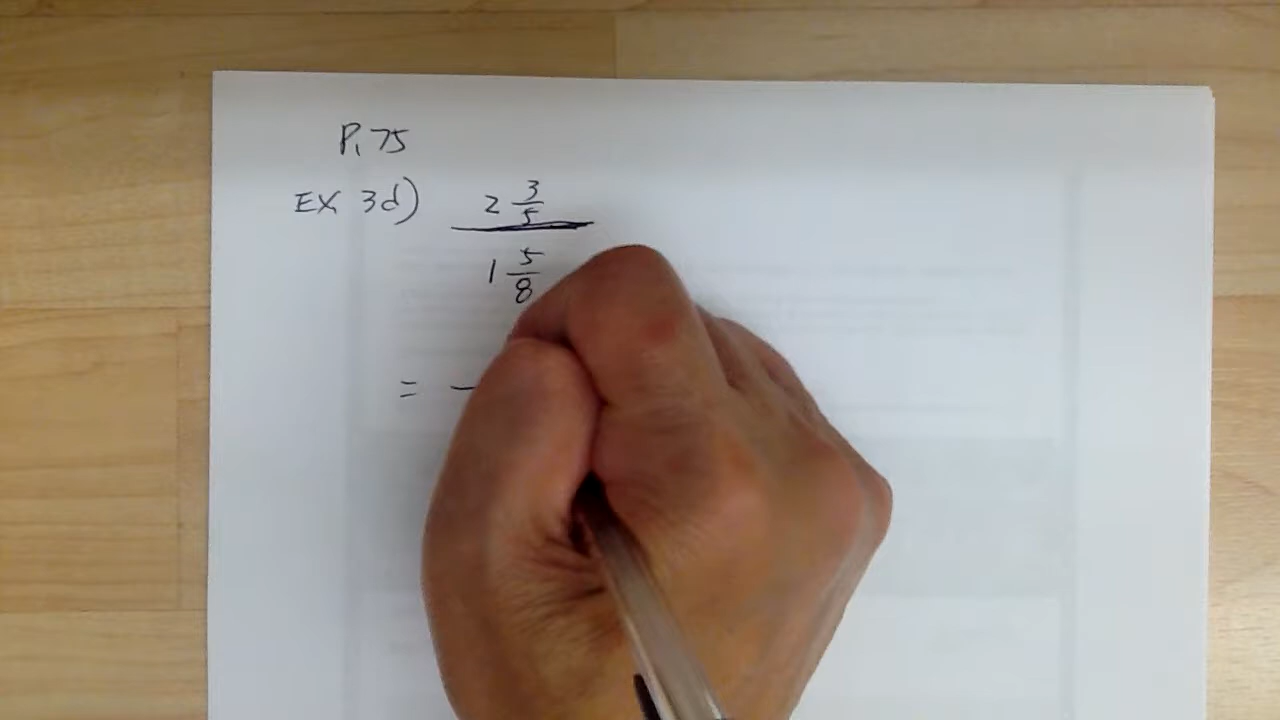 P. 75
EX. 3d) 2 3/5
1 5/8
= —